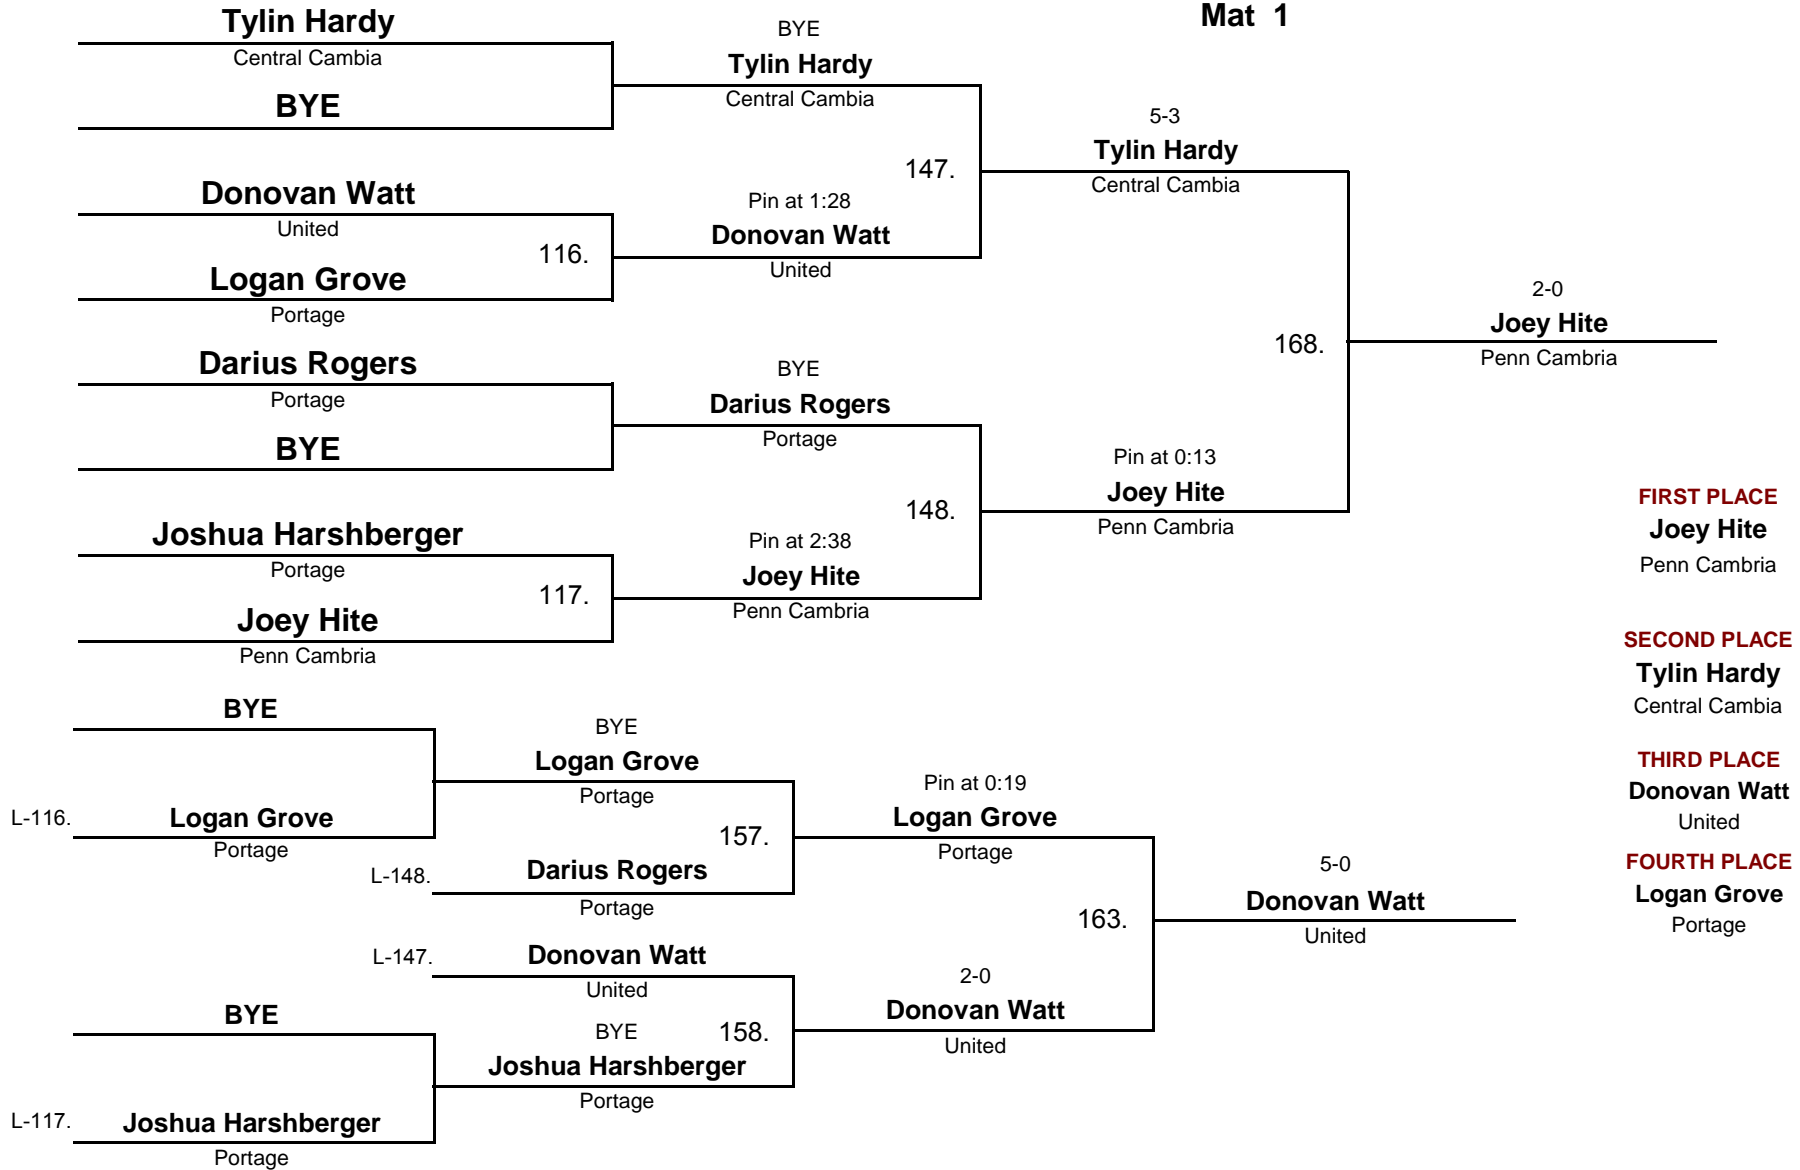 Mat 1
Tylin Hardy
Central Cambia
BYE
Donovan Watt
United
116.
Logan Grove
Portage
Darius Rogers
Portage
BYE
Joshua Harshberger
Portage
117.
Joey Hite
Penn Cambria
BYE
Tylin Hardy
Central Cambia
147.
Pin at 1:28
Donovan Watt
United
BYE
Darius Rogers
Portage
148.
Pin at 2:38
Joey Hite
Penn Cambria
5-3
Tylin Hardy
Central Cambia
168.
Pin at 0:13
Joey Hite
Penn Cambria
2-0
Joey Hite
Penn Cambria
FIRST PLACE
Joey Hite
Penn Cambria
SECOND PLACE
Tylin Hardy
Central Cambia
THIRD PLACE
Donovan Watt
United
FOURTH PLACE
Logan Grove
Portage
BYE
L-116.
Logan Grove
Portage
BYE
Logan Grove
Portage
157.
L-148.
Darius Rogers
Portage
L-147.
Donovan Watt
United
BYE
158.
Joshua Harshberger
Portage
BYE
L-117.
Joshua Harshberger
Portage
Pin at 0:19
Logan Grove
Portage
163.
2-0
Donovan Watt
United
5-0
Donovan Watt
United